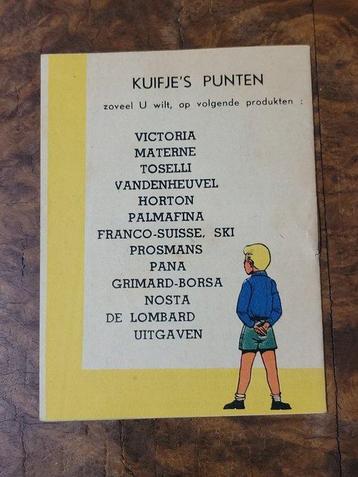 KUIFJE'S PUNTEN
zoveel U wilt, op volgende produkten :
VICTORIA
MATERNE
TOSELLI
VANDENHEUVEL
HORTON
PALMAFINA
FRANCO-SUISSE, SKI
PROSMANS
PANA
GRIMARD-BORSA
NOSTA
DE LOMBARD
UITGAVEN